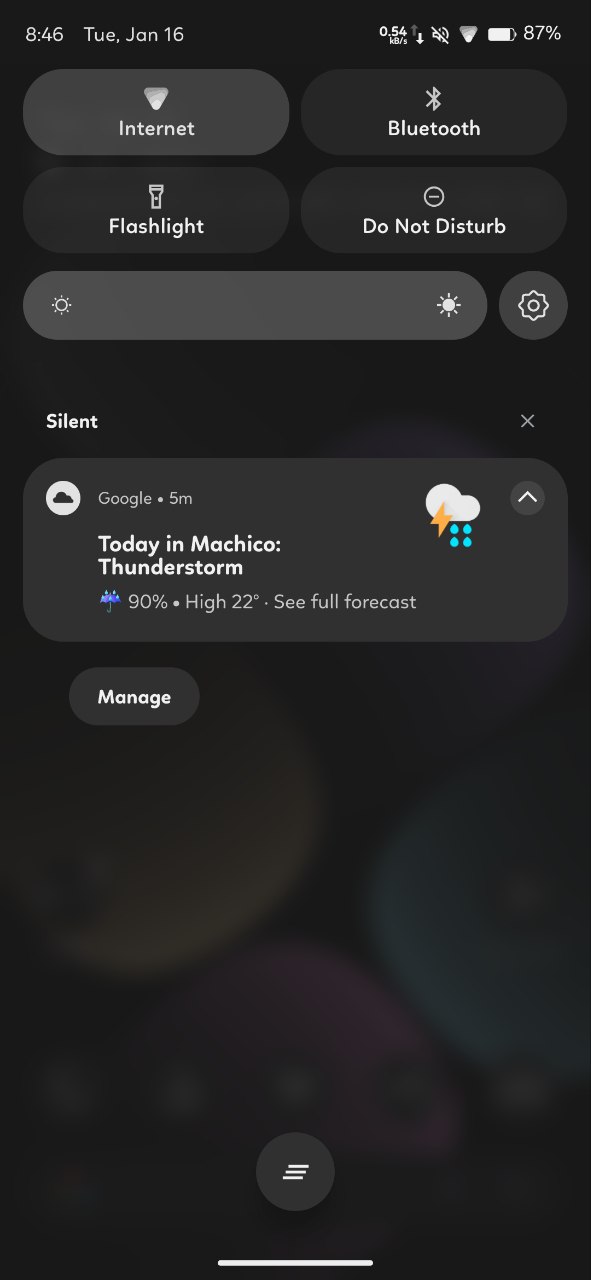 8:46 Tue, Jan 16 0.54 kB/s 87%
Internet Bluetooth
Flashlight Do Not Disturb
Silent
Google • 5m
Today in Machico:
Thunderstorm
☔ 90% • High 22° · See full forecast
Manage